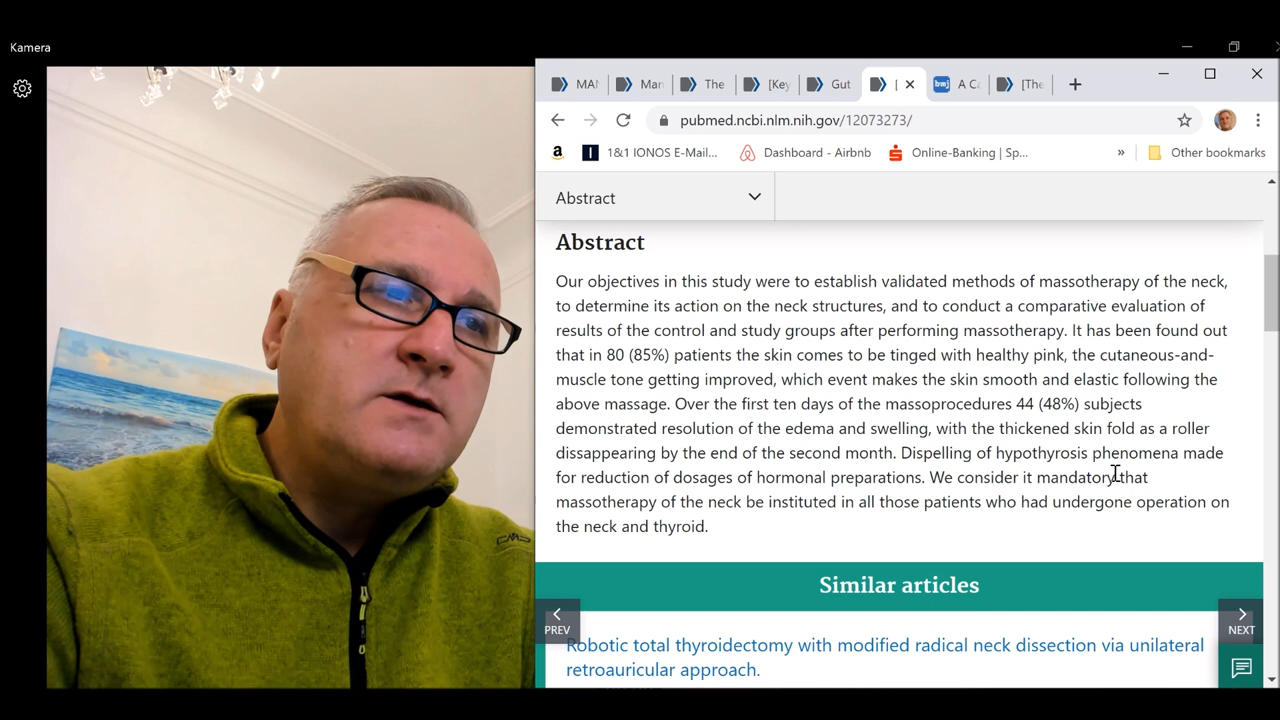 Kamera
MAN
Mar
The
[Key
Gut
[
bmj
A Ca
[The
pubmed.ncbi.nlm.nih.gov/12073273/
1&1 IONOS E-Mail...
Dashboard - Airbnb
Online-Banking | Sp...
»
Other bookmarks
Abstract
Abstract
Our objectives in this study were to establish validated methods of massotherapy of the neck,
to determine its action on the neck structures, and to conduct a comparative evaluation of
results of the control and study groups after performing massotherapy. It has been found out
that in 80 (85%) patients the skin comes to be tinged with healthy pink, the cutaneous-and-
muscle tone getting improved, which event makes the skin smooth and elastic following the
above massage. Over the first ten days of the massoprocedures 44 (48%) subjects
demonstrated resolution of the edema and swelling, with the thickened skin fold as a roller
dissappearing by the end of the second month. Dispelling of hypothyrosis phenomena made
for reduction of dosages of hormonal preparations. We consider it mandatory that
massotherapy of the neck be instituted in all those patients who had undergone operation on
the neck and thyroid.
Similar articles
PREV
NEXT
Robotic total thyroidectomy with modified radical neck dissection via unilateral
retroauricular approach.
CMP